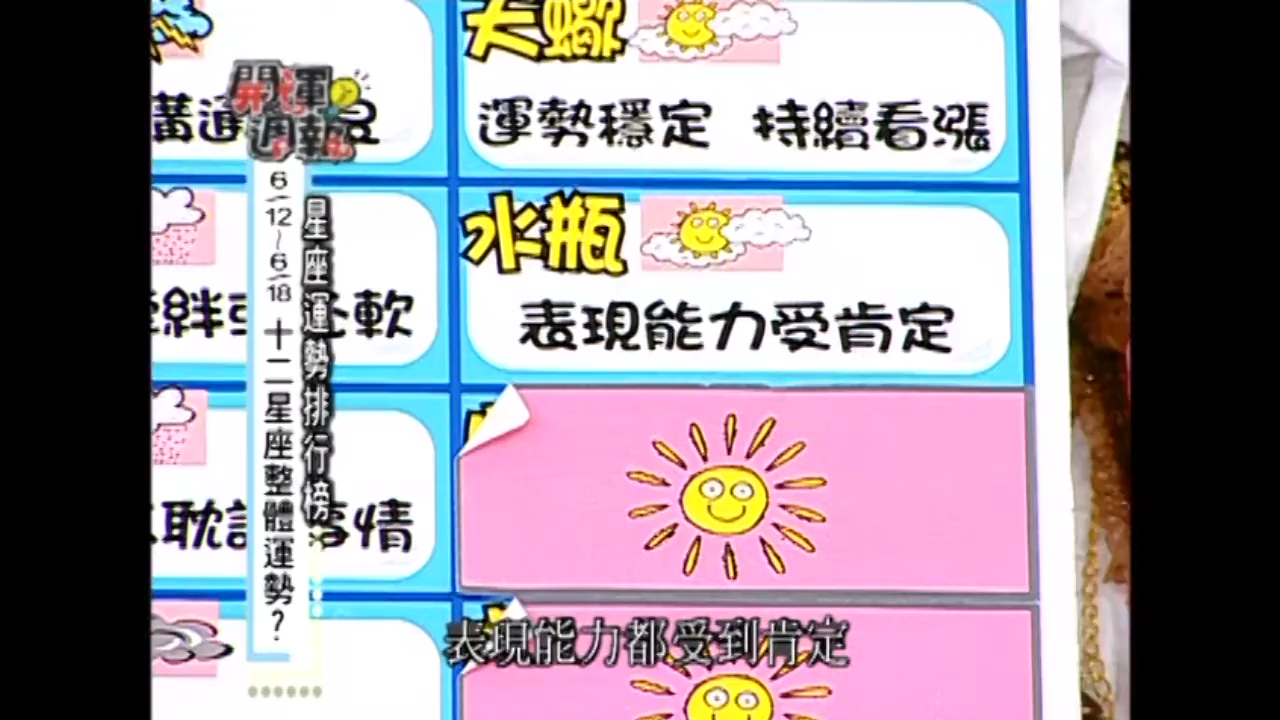 天蠍
運勢穩定 持續看漲
水瓶
表現能力受肯定
開運
週報
6/12~6/18 十二星座整體運勢?
星座運勢排行榜
表現能力都受到肯定